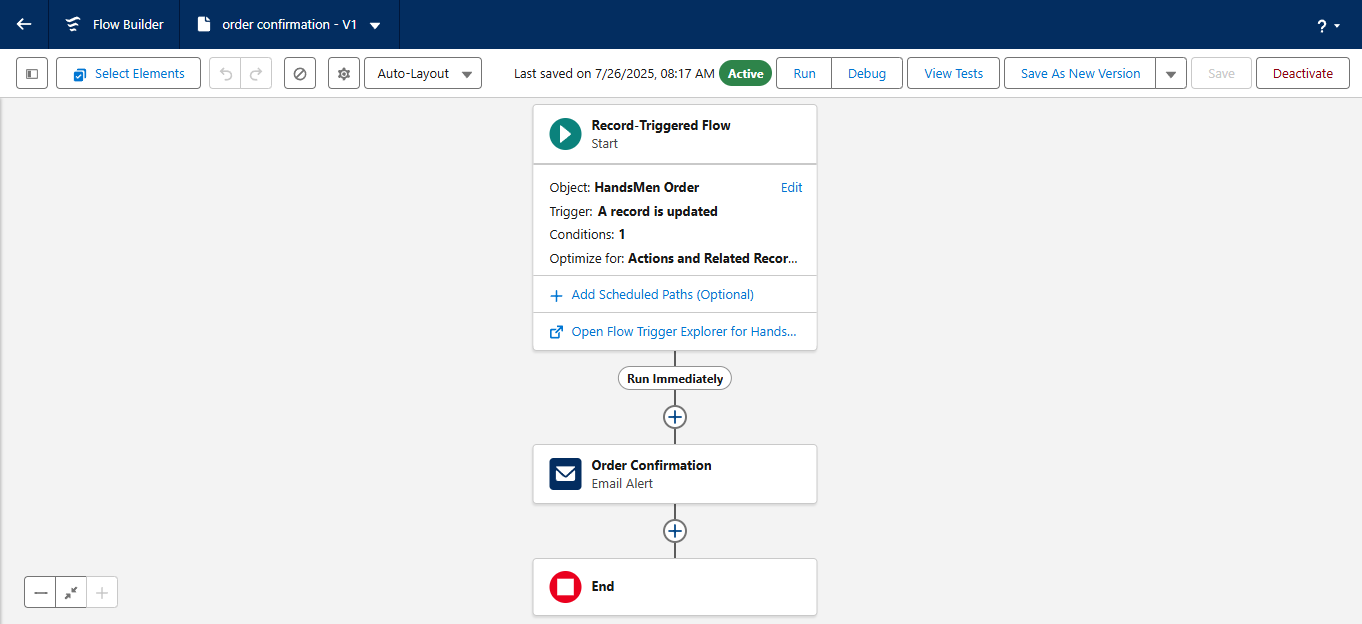 Flow Builder
order confirmation - V1
?
Select Elements
Auto-Layout
Last saved on 7/26/2025, 08:17 AM
Active
Run
Debug
View Tests
Save As New Version
Save
Deactivate
Record-Triggered Flow
Start
Object: HandsMen Order
Edit
Trigger: A record is updated
Conditions: 1
Optimize for: Actions and Related Recor...
Add Scheduled Paths (Optional)
Open Flow Trigger Explorer for Hands...
Run Immediately
Order Confirmation
Email Alert
End